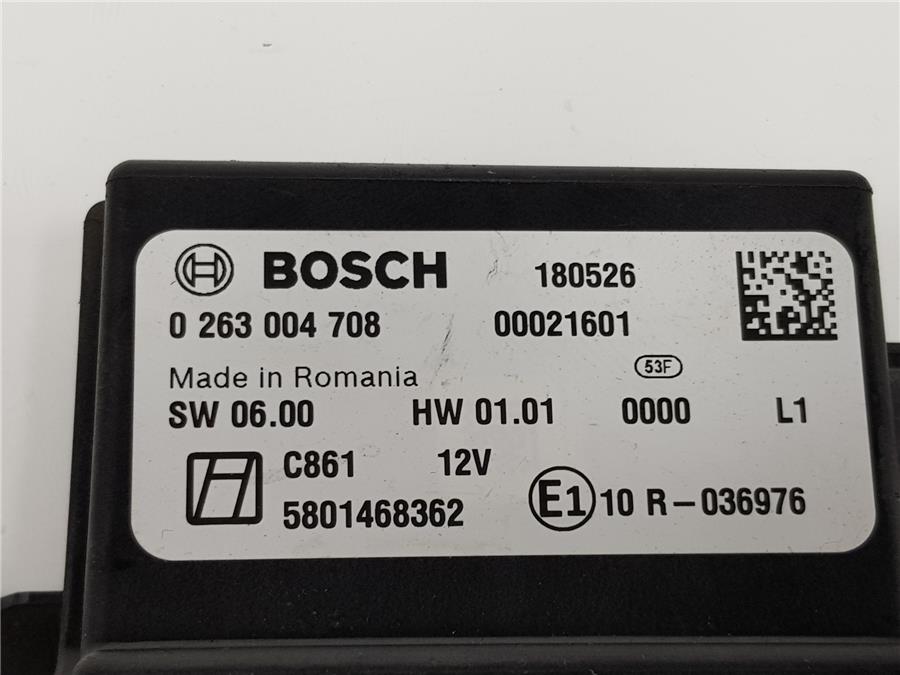 BOSCH 180526
0 263 004 708 00021601
53F
Made in Romania
SW 06.00 HW 01.01 0000 L1
C861 12V
5801468362 E1 10 R-036976